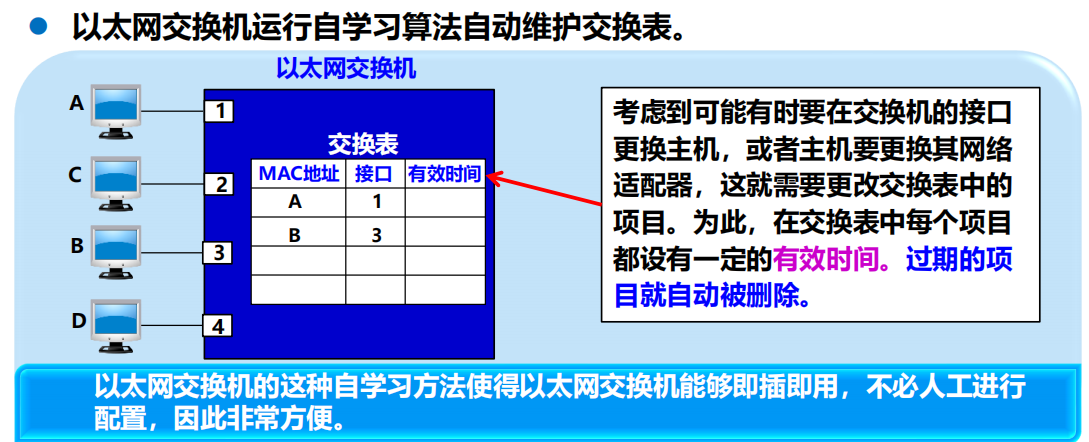 以太网交换机运行自学习算法自动维护交换表。
以太网交换机
A
1
C
2
B
3
D
4
交换表
MAC地址 接口 有效时间
A 1
B 3
考虑到可能有时要在交换机的接口
更换主机，或者主机要更换其网络
适配器，这就需要更改交换表中的
项目。为此，在交换表中每个项目
都设有一定的有效时间。过期的项
目就自动被删除。
以太网交换机的这种自学习方法使得以太网交换机能够即插即用，不必人工进行
配置，因此非常方便。